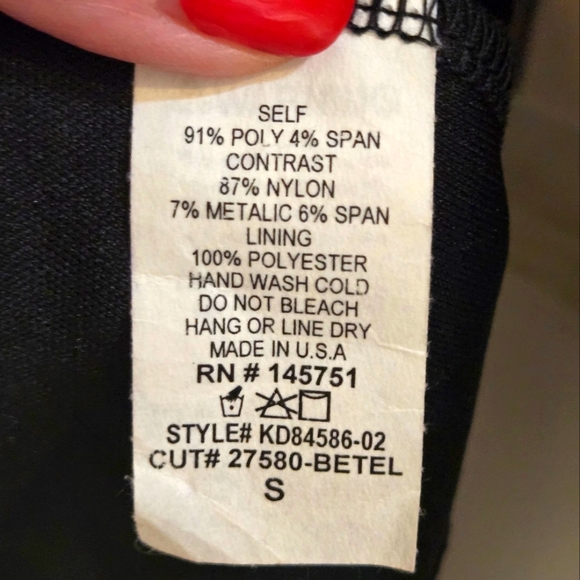 SELF
91% POLY 4% SPAN
CONTRAST
87% NYLON
7% METALIC 6% SPAN
LINING
100% POLYESTER
HAND WASH COLD
DO NOT BLEACH
HANG OR LINE DRY
MADE IN U.S.A
RN # 145751
STYLE# KD84586-02
CUT# 27580-BETEL
S